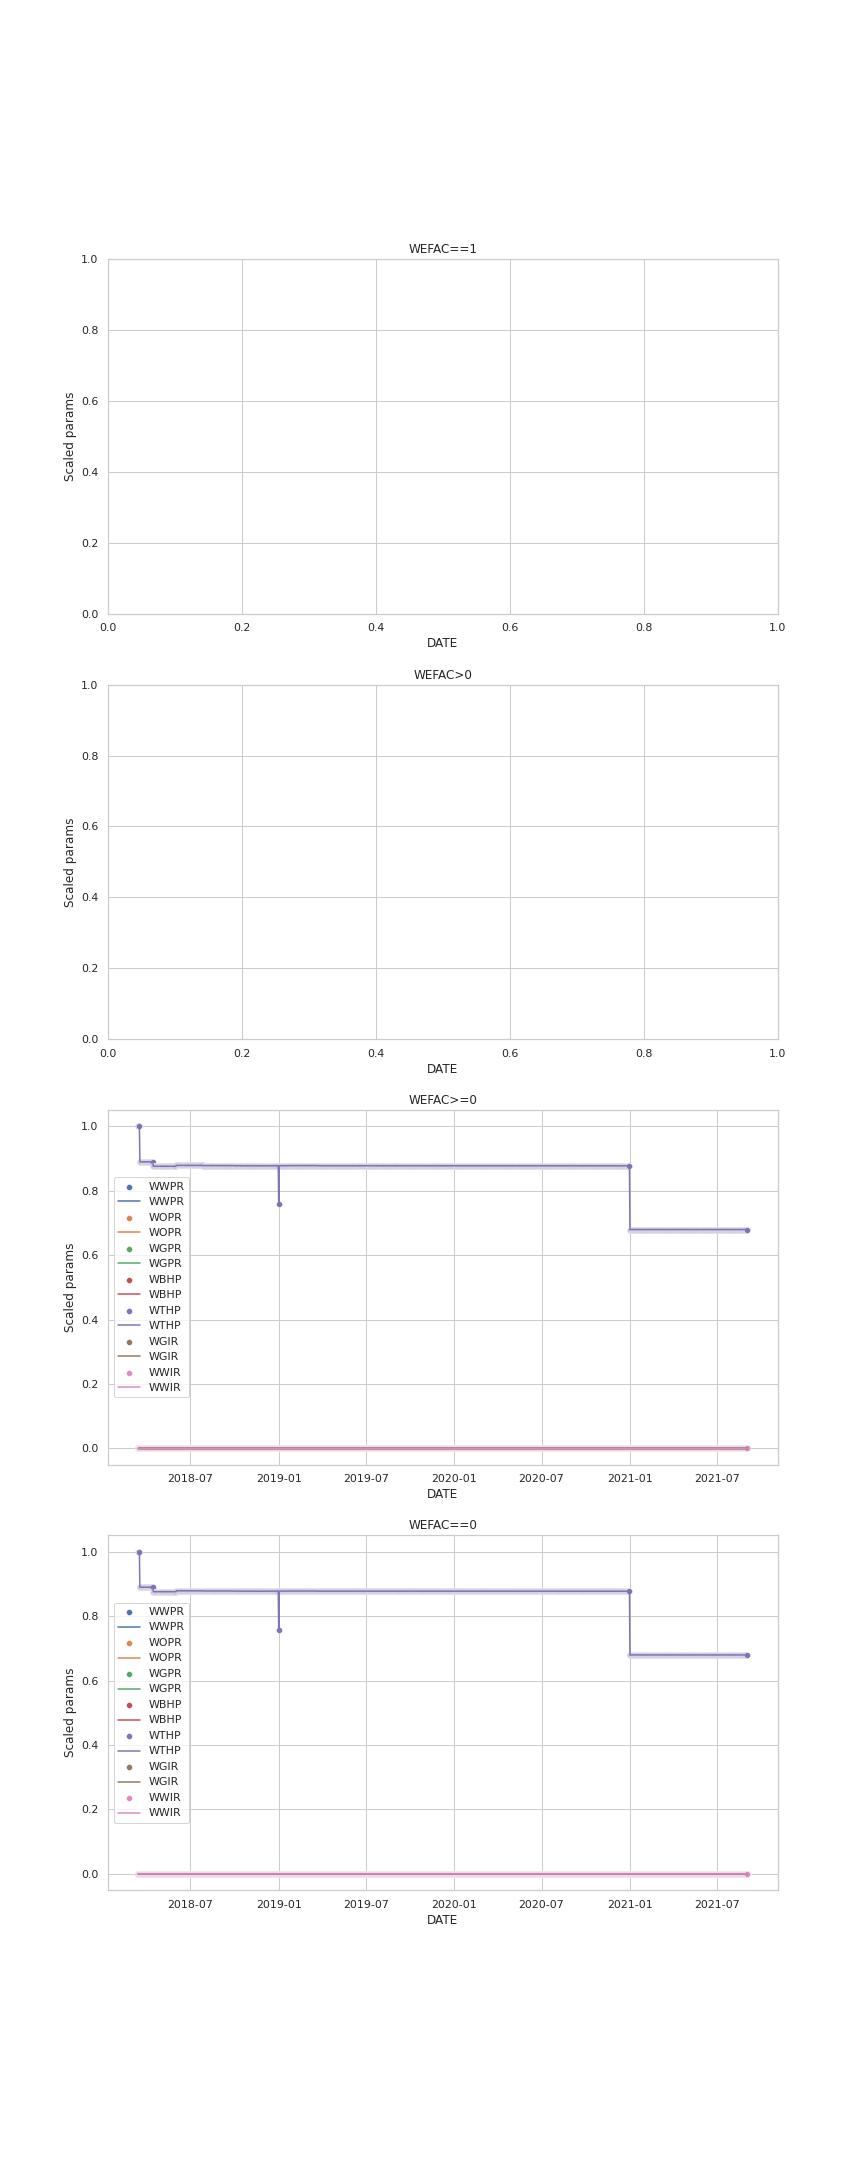 WEFAC==1
1.0
0.8
0.6
0.4
0.2
0.0
Scaled params
0.0 0.2 0.4 0.6 0.8 1.0
DATE
WEFAC>0
1.0
0.8
0.6
0.4
0.2
0.0
Scaled params
0.0 0.2 0.4 0.6 0.8 1.0
DATE
WEFAC>=0
1.0
0.8
0.6
0.4
0.2
0.0
Scaled params
WWPR
WWPR
WOPR
WOPR
WGPR
WGPR
WBHP
WBHP
WTHP
WTHP
WGIR
WGIR
WWIR
WWIR
2018-07 2019-01 2019-07 2020-01 2020-07 2021-01 2021-07
DATE
WEFAC==0
1.0
0.8
0.6
0.4
0.2
0.0
Scaled params
WWPR
WWPR
WOPR
WOPR
WGPR
WGPR
WBHP
WBHP
WTHP
WTHP
WGIR
WGIR
WWIR
WWIR
2018-07 2019-01 2019-07 2020-01 2020-07 2021-01 2021-07
DATE